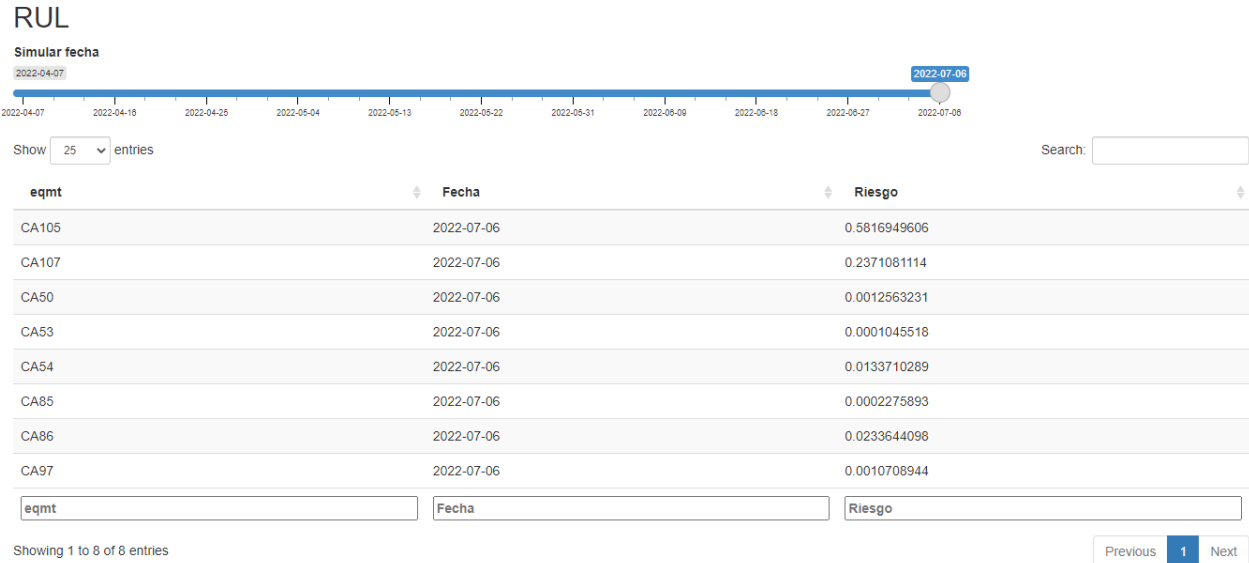 RUL
Simular fecha
2022-04-07 2022-07-06
2022-04-07 2022-04-16 2022-04-25 2022-05-04 2022-05-13 2022-05-22 2022-05-31 2022-06-09 2022-06-18 2022-06-27 2022-07-06
Show 25 entries Search:
eqmt Fecha Riesgo
CA105 2022-07-06 0.5816949606
CA107 2022-07-06 0.2371081114
CA50 2022-07-06 0.0012563231
CA53 2022-07-06 0.0001045518
CA54 2022-07-06 0.0133710289
CA85 2022-07-06 0.0002275893
CA86 2022-07-06 0.0233644098
CA97 2022-07-06 0.0010708944
eqmt Fecha Riesgo
Showing 1 to 8 of 8 entries Previous 1 Next